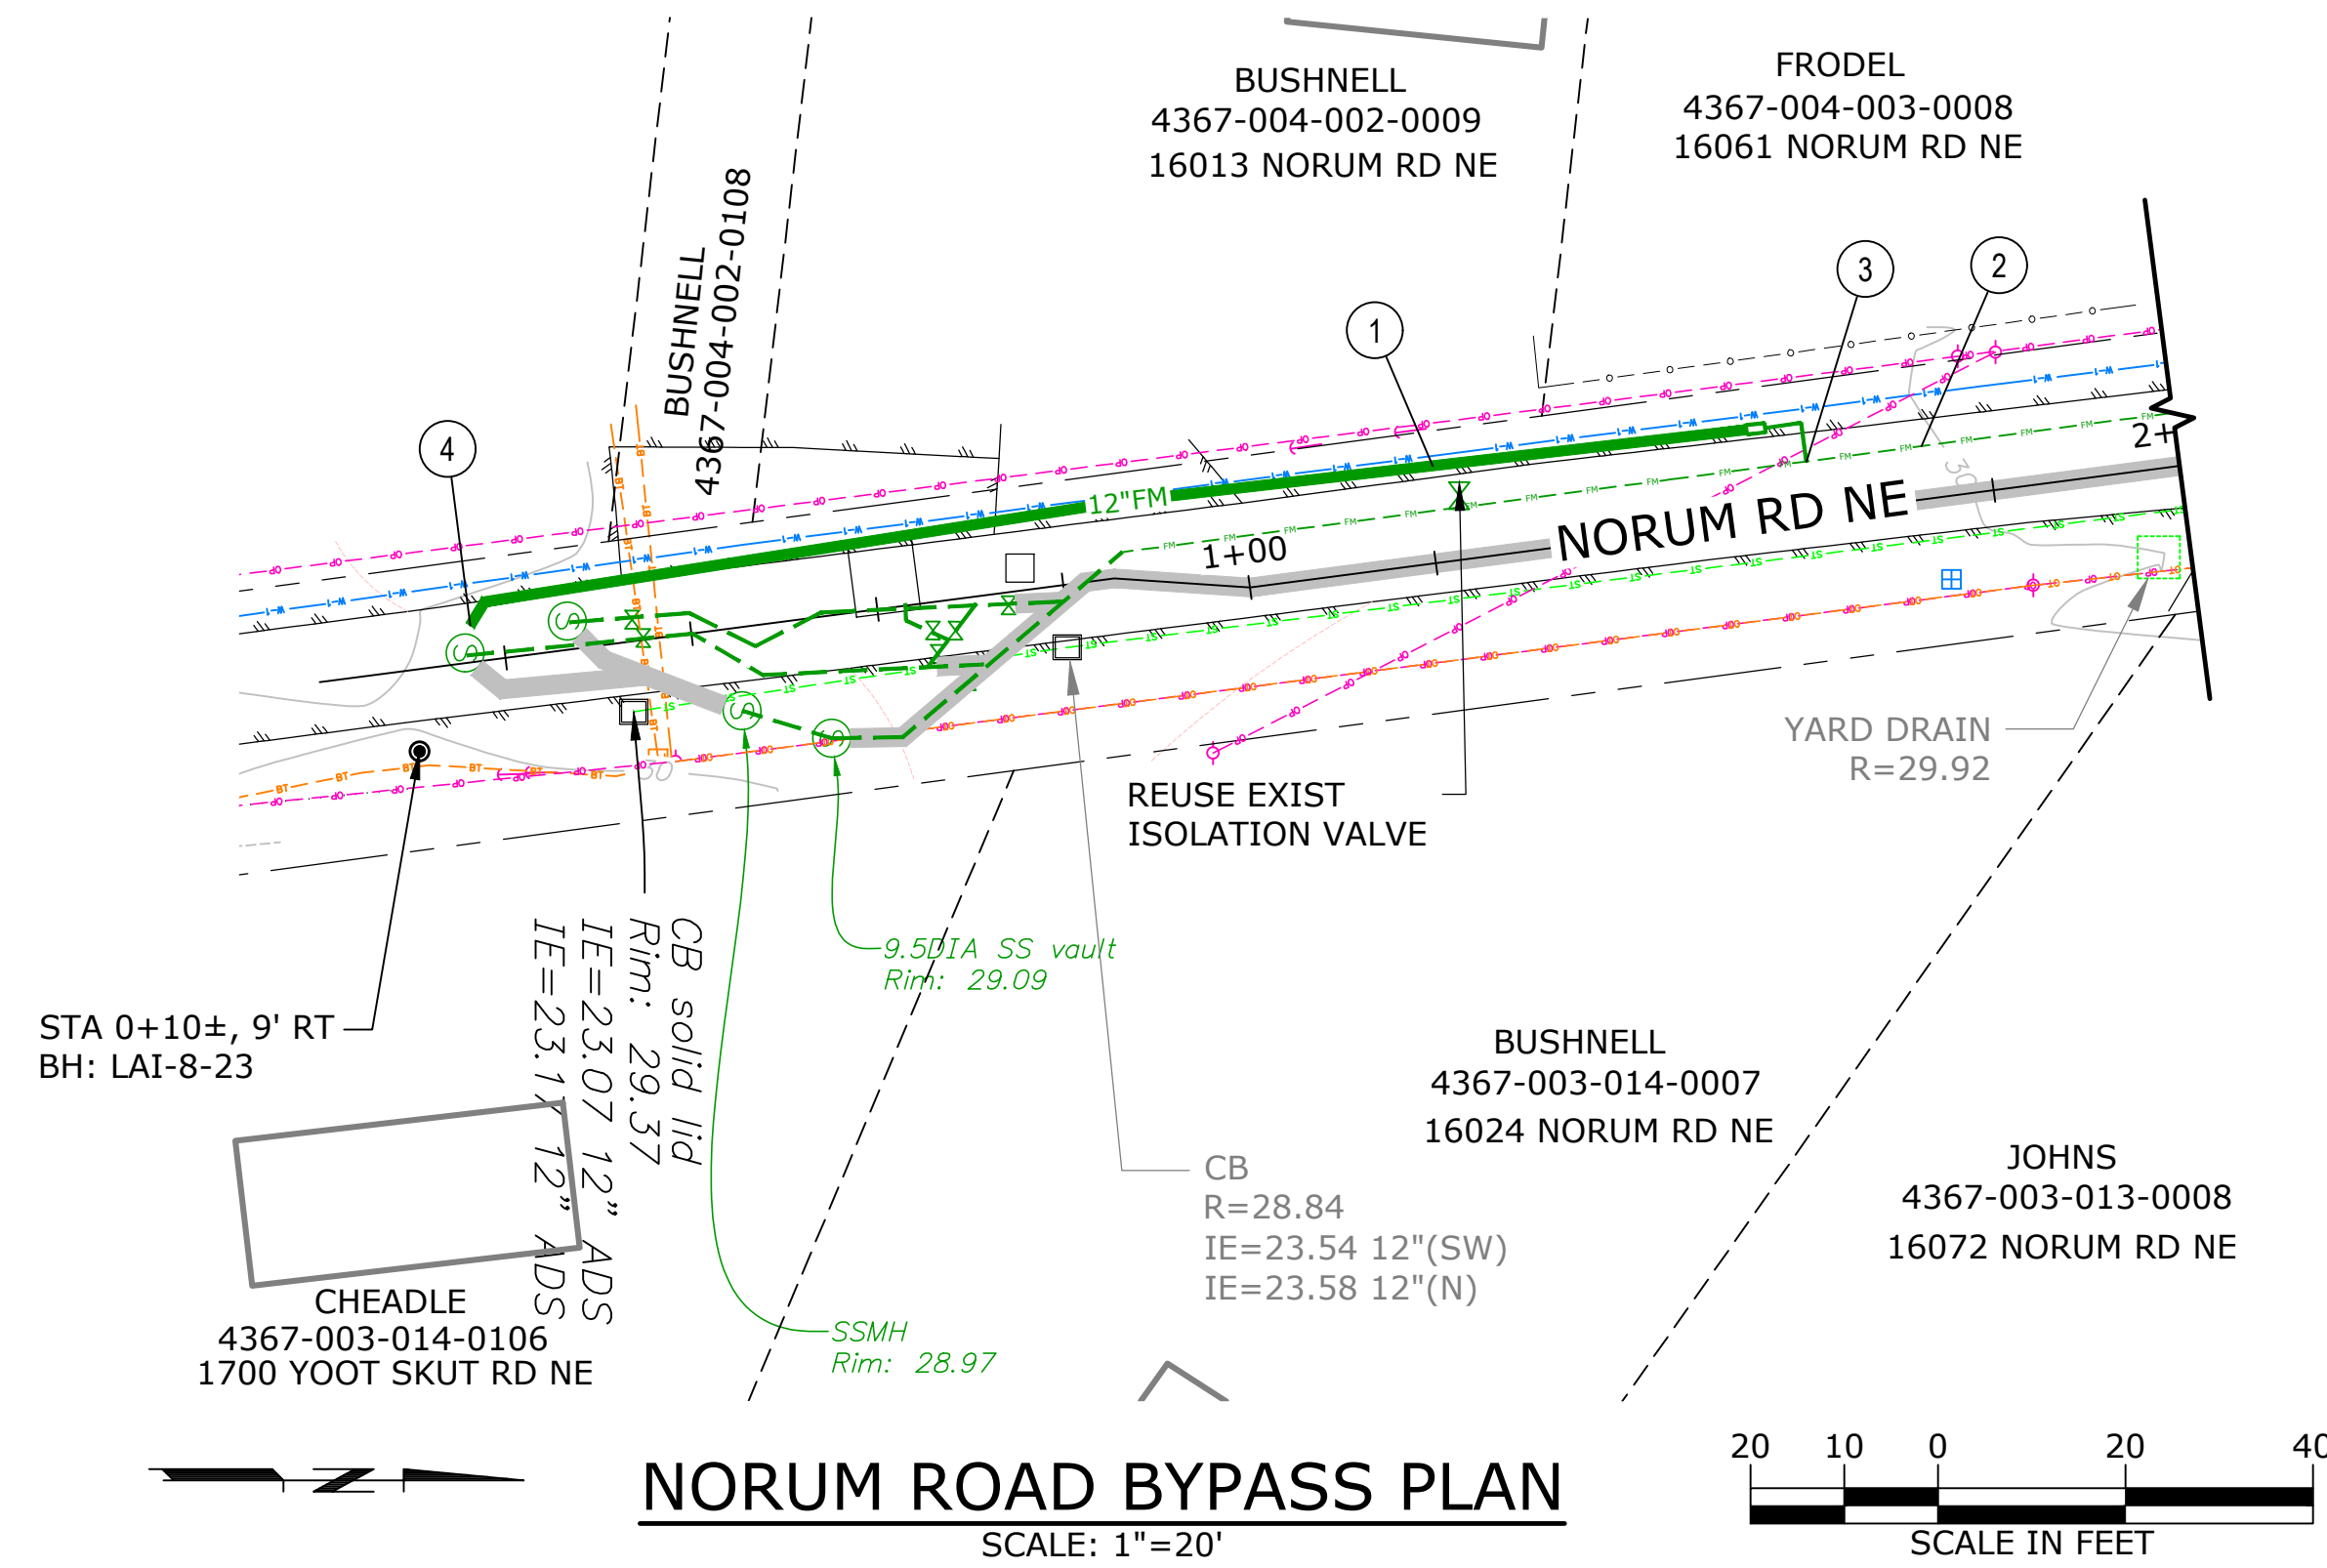 BUSHNELL
4367-004-002-0009
16013 NORUM RD NE
FRODEL
4367-004-003-0008
16061 NORUM RD NE
BUSHNELL
4367-004-002-0108
3
2
1
4
12"FM
1+00
NORUM RD NE
2+
30
30
REUSE EXIST
ISOLATION VALVE
YARD DRAIN
R=29.92
STA 0+10±, 9' RT
BH: LAI-8-23
CB solid lid
Rim: 29.37
IE=23.07 12" ADS
IE=23.17 12" ADS
9.5DIA SS vault
Rim: 29.09
SSMH
Rim: 28.97
CB
R=28.84
IE=23.54 12"(SW)
IE=23.58 12"(N)
BUSHNELL
4367-003-014-0007
16024 NORUM RD NE
JOHNS
4367-003-013-0008
16072 NORUM RD NE
CHEADLE
4367-003-014-0106
1700 YOOT SKUT RD NE
NORUM ROAD BYPASS PLAN
SCALE: 1"=20'
20 10 0 20 40
SCALE IN FEET